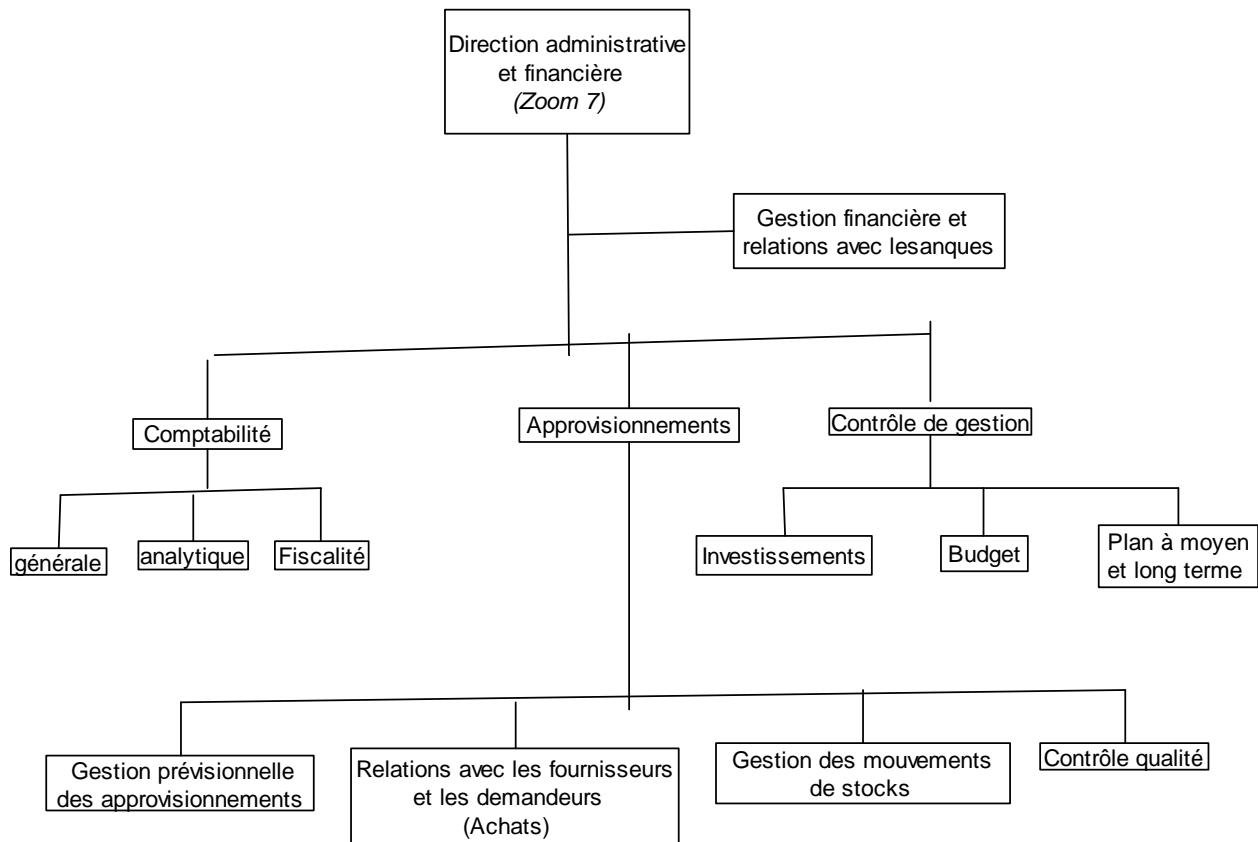 Direction administrative
et financière
(Zoom 7)
Gestion financière et
relations avec lesanques
Comptabilité
Approvisionnements
Contrôle de gestion
générale
analytique
Fiscalité
Investissements
Budget
Plan à moyen
et long terme
Gestion prévisionnelle
des approvisionnements
Relations avec les fournisseurs
et les demandeurs
(Achats)
Gestion des mouvements
de stocks
Contrôle qualité